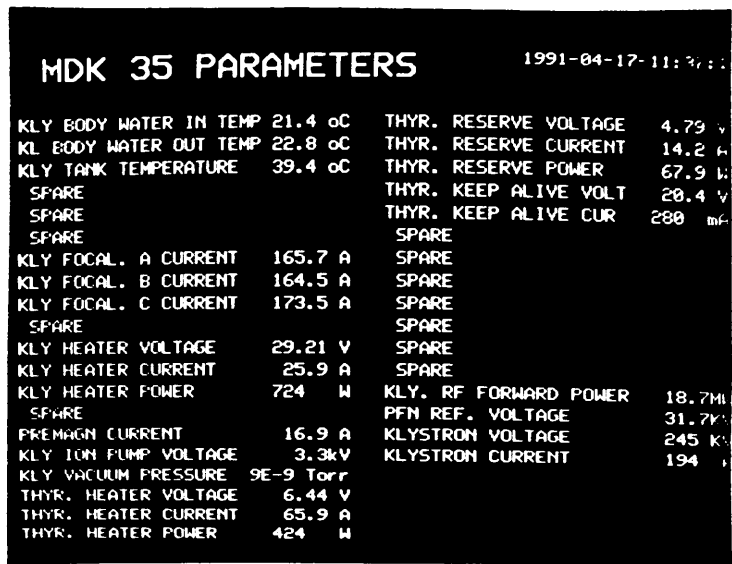 MDK 35 PARAMETERS
1991-04-17-11:
KLY BODY WATER IN TEMP 21.4 oC
KL BODY WATER OUT TEMP 22.8 oC
KLY TANK TEMPERATURE 39.4 oC
SPARE
SPARE
SPARE
KLY FOCAL. A CURRENT 165.7 A
KLY FOCAL. B CURRENT 164.5 A
KLY FOCAL. C CURRENT 173.5 A
SPARE
KLY HEATER VOLTAGE 29.21 V
KLY HEATER CURRENT 25.9 A
KLY HEATER POWER 724 W
SPARE
PREMAGN CURRENT 16.9 A
KLY ION PUMP VOLTAGE 3.3kV
KLY VACUUM PRESSURE 9E-9 Torr
THYR. HEATER VOLTAGE 6.44 V
THYR. HEATER CURRENT 65.9 A
THYR. HEATER POWER 424 W
THYR. RESERVE VOLTAGE 4.79 V
THYR. RESERVE CURRENT 14.2
THYR. RESERVE POWER 67.9
THYR. KEEP ALIVE VOLT 20.4 V
THYR. KEEP ALIVE CUR 280 mA
SPARE
SPARE
SPARE
SPARE
SPARE
SPARE
SPARE
KLY. RF FORWARD POWER 18.7M
PFN REF. VOLTAGE 31.7K
KLYSTRON VOLTAGE 245 K
KLYSTRON CURRENT 194